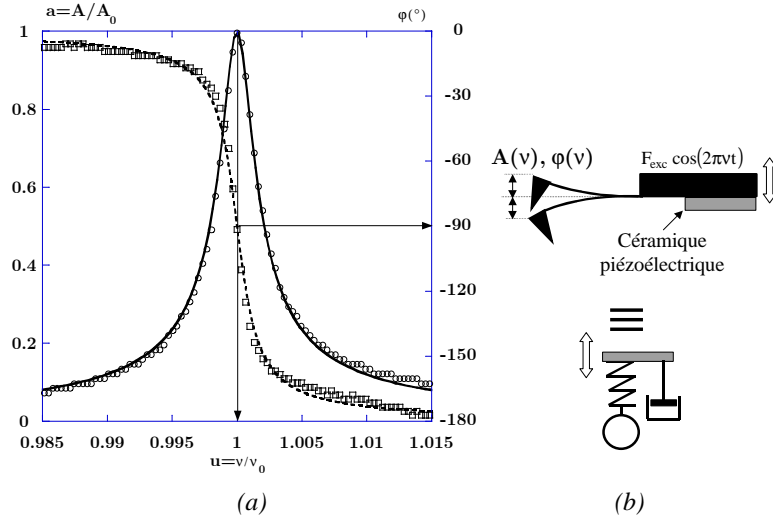 a=A/A₀
φ(°)
1
0.8
0.6
0.4
0.2
0
0
-30
-60
-90
-120
-150
-180
0.985
0.99
0.995
1
1.005
1.01
1.015
u=ν/ν₀
(a)
A(ν), φ(ν)
F_exc cos(2πνt)
Céramique
piézoélectrique
(b)